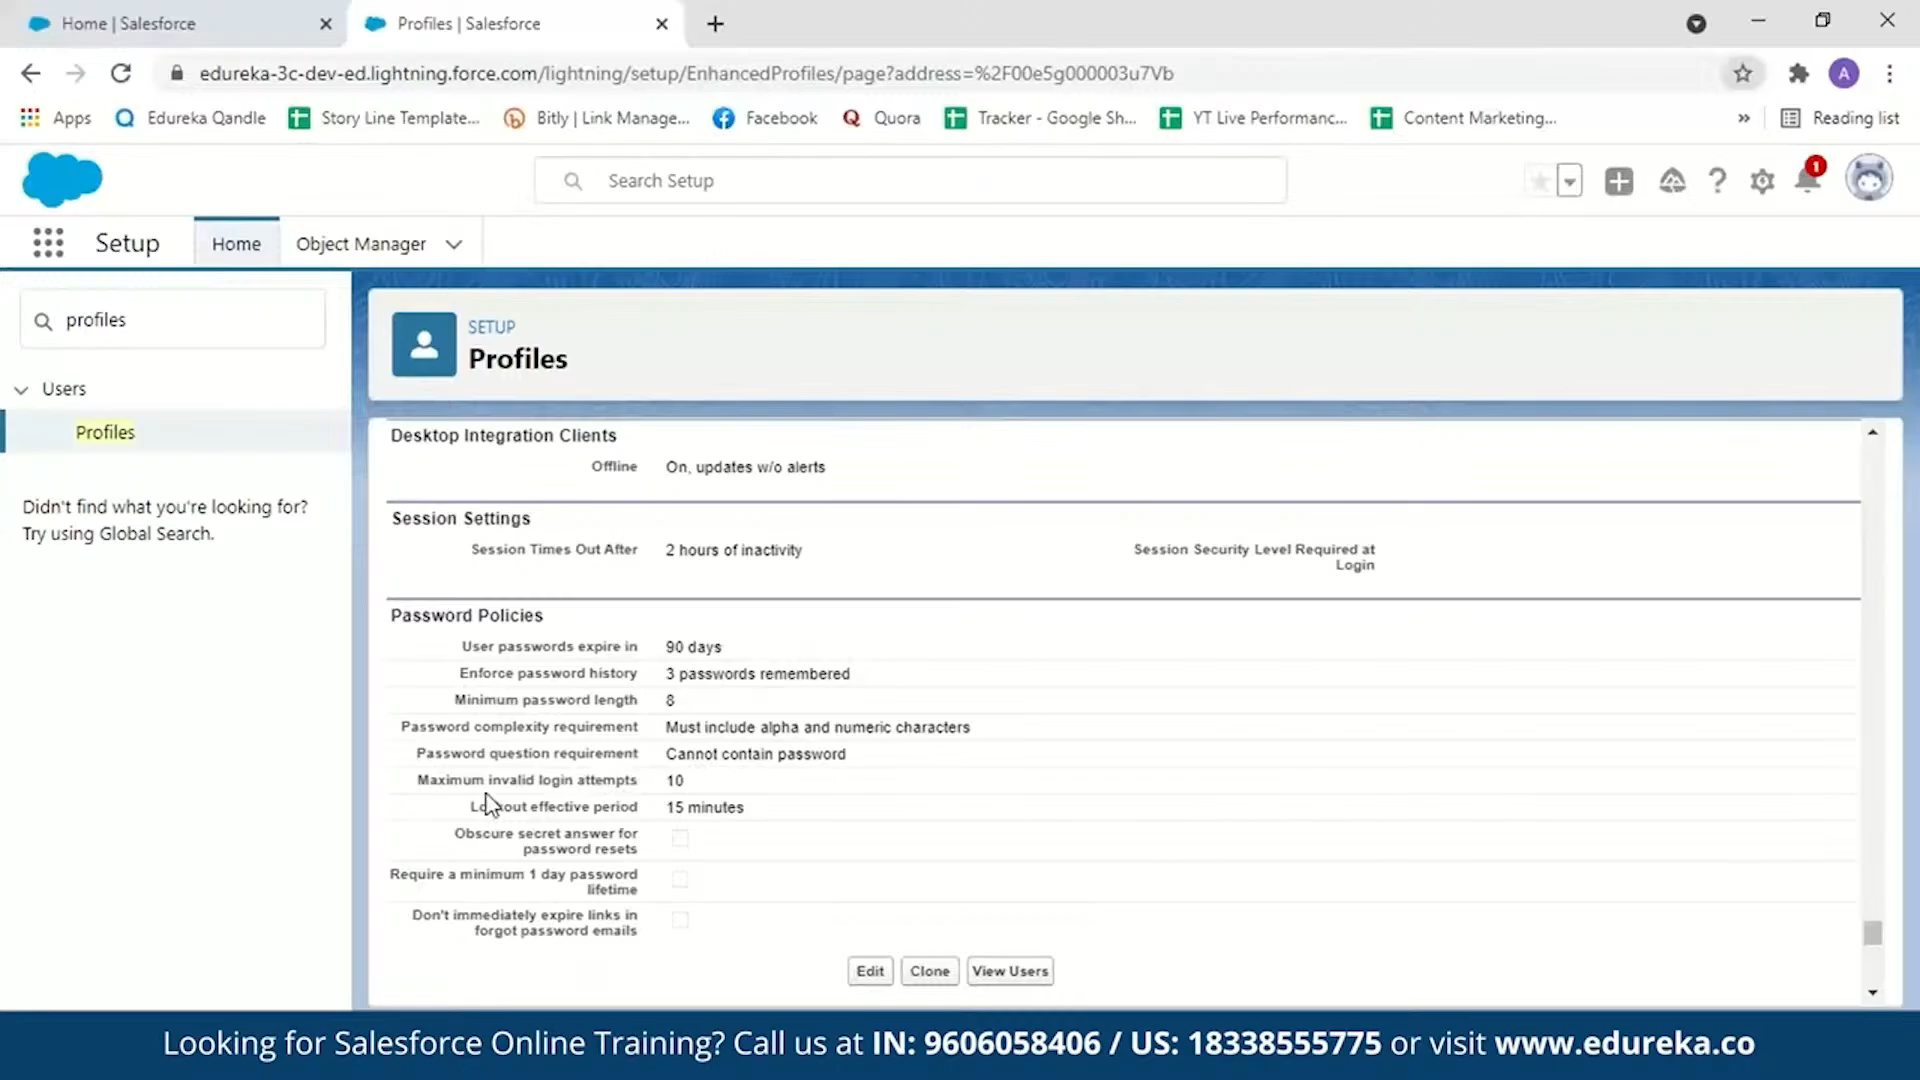 Home | Salesforce
Profiles | Salesforce
edureka-3c-dev-ed.lightning.force.com/lightning/setup/EnhancedProfiles/page?address=%2F00e5g000003u7Vb
A
Apps
Edureka Qandle
Story Line Template...
Bitly | Link Manage...
Facebook
Quora
Tracker - Google Sh...
YT Live Performanc...
Content Marketing...
»
Reading list
Search Setup
1
Setup
Home
Object Manager
profiles
Users
Profiles
Didn't find what you're looking for?
Try using Global Search.
SETUP
Profiles
Desktop Integration Clients
Offline On, updates w/o alerts
Session Settings
Session Times Out After 2 hours of inactivity
Session Security Level Required at
Login
Password Policies
User passwords expire in 90 days
Enforce password history 3 passwords remembered
Minimum password length 8
Password complexity requirement Must include alpha and numeric characters
Password question requirement Cannot contain password
Maximum invalid login attempts 10
Lockout effective period 15 minutes
Obscure secret answer for
password resets
Require a minimum 1 day password
lifetime
Don't immediately expire links in
forgot password emails
Edit
Clone
View Users
Looking for Salesforce Online Training? Call us at IN: 9606058406 / US: 18338555775 or visit www.edureka.co